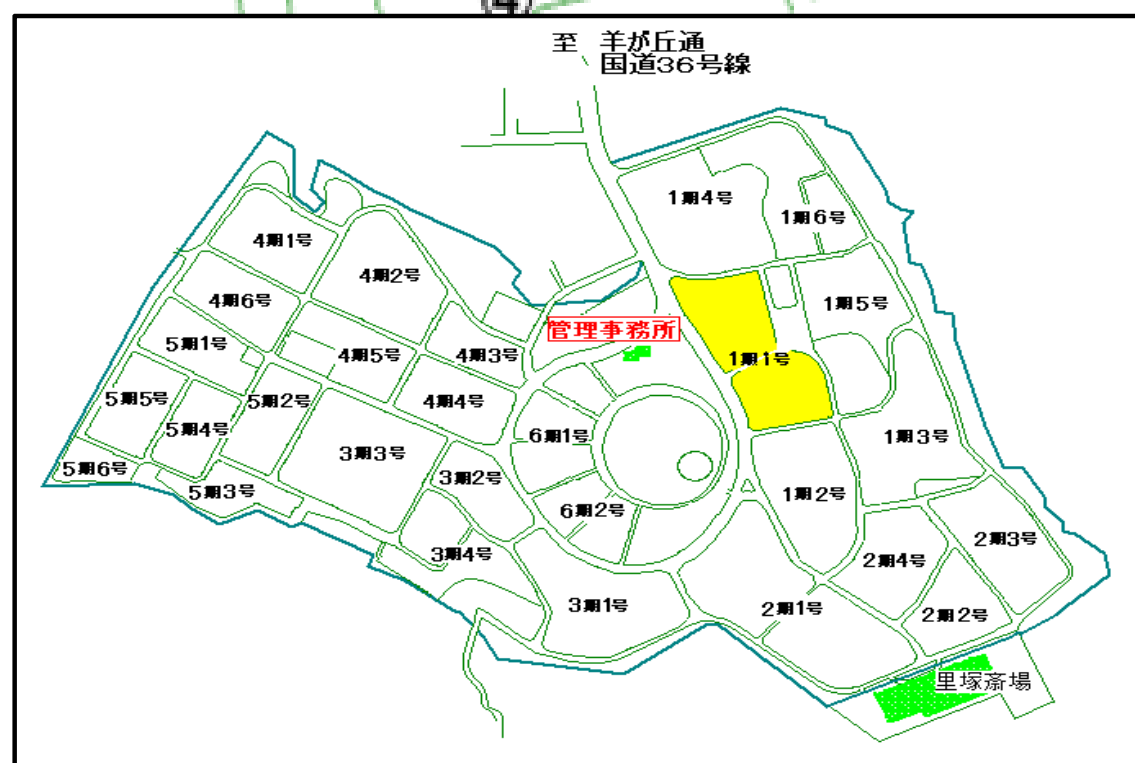 (4)
至 羊が丘通
国道36号線
1期4号
1期6号
4期1号
4期2号
4期6号
1期5号
管理事務所
5期1号
4期5号
4期3号
1期1号
5期5号
5期2号
4期4号
5期4号
6期1号
1期3号
3期3号
5期6号
3期2号
5期3号
1期2号
6期2号
3期4号
2期3号
2期4号
3期1号
2期1号
2期2号
里塚斎場